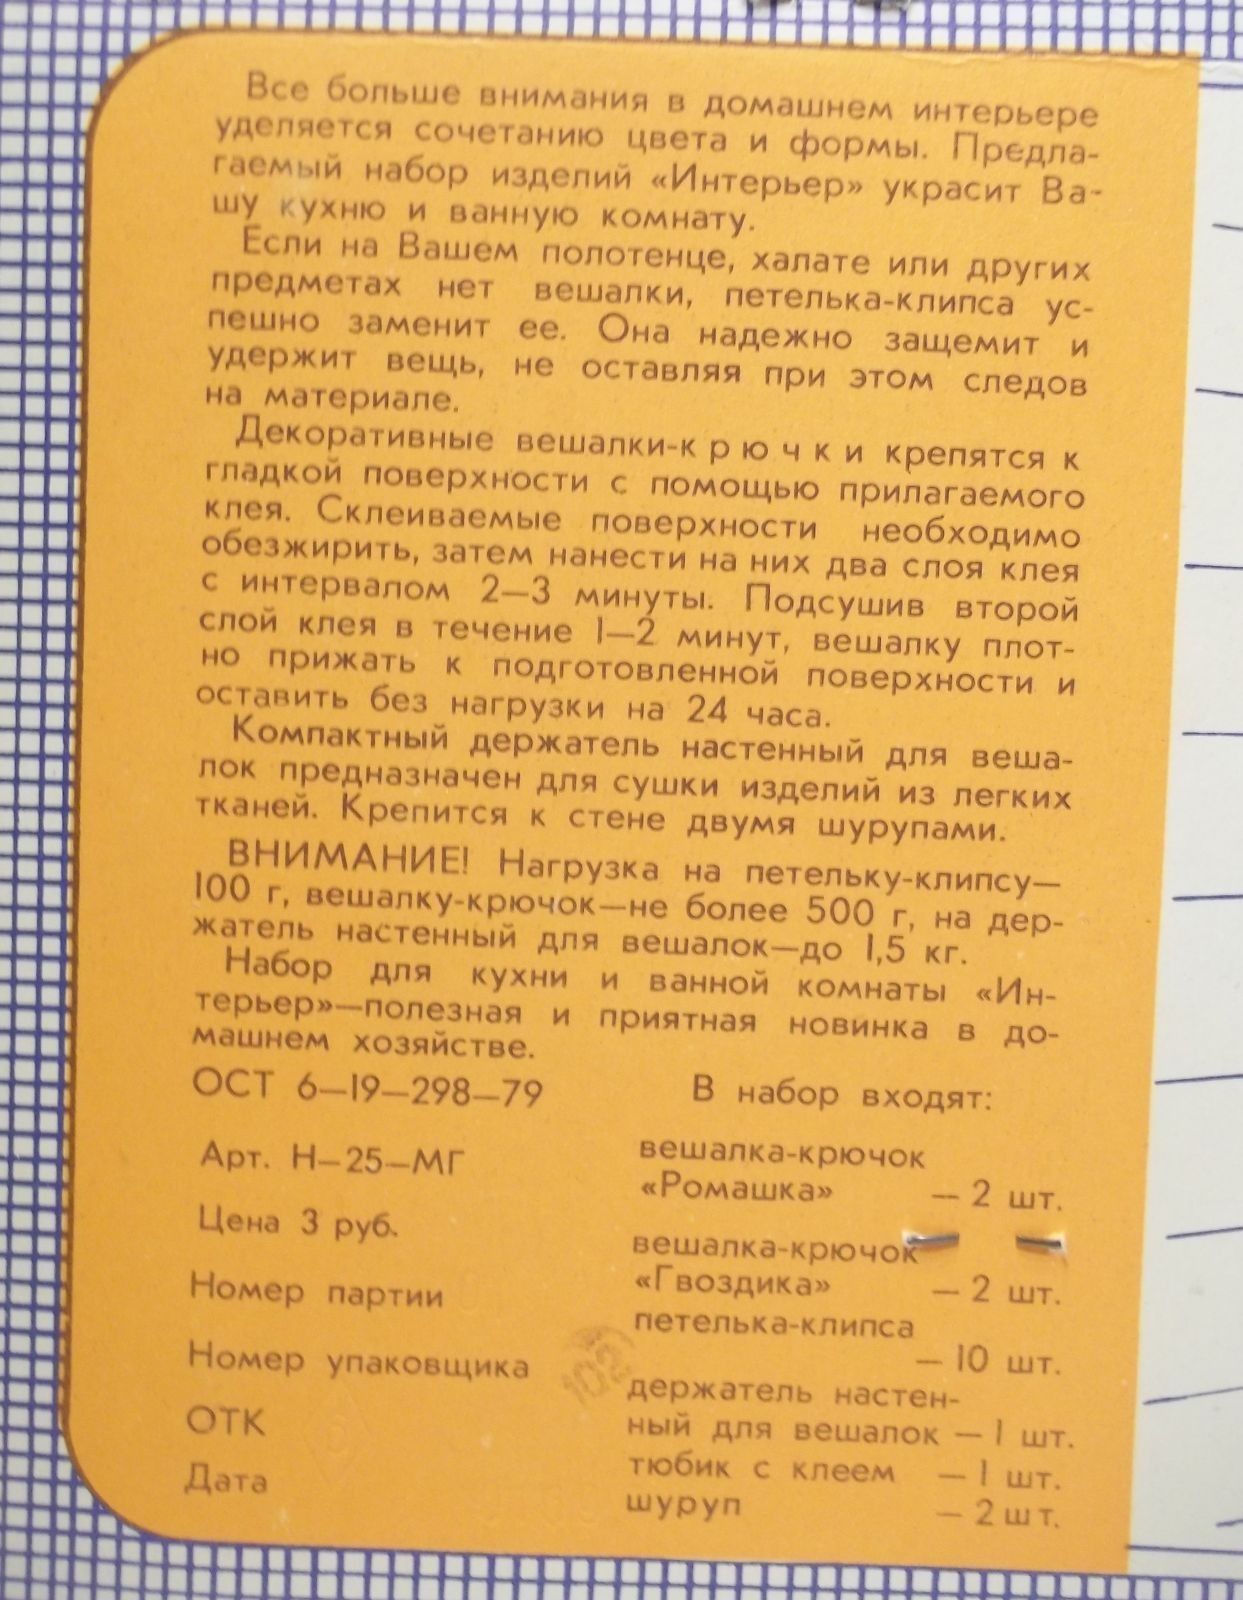 Все больше внимания в домашнем интерьере
уделяется сочетанию цвета и формы. Предла-
гаемый набор изделий «Интерьер» украсит Ва-
шу кухню и ванную комнату.
Если на Вашем полотенце, халате или других
предметах нет вешалки, петелька-клипса ус-
пешно заменит ее. Она надежно защемит и
удержит вещь, не оставляя при этом следов
на материале.
Декоративные вешалки-к р ю ч к и крепятся к
гладкой поверхности с помощью прилагаемого
клея. Склеиваемые поверхности необходимо
обезжирить, затем нанести на них два слоя клея
с интервалом 2—3 минуты. Подсушив второй
слой клея в течение 1—2 минут, вешалку плот-
но прижать к подготовленной поверхности и
оставить без нагрузки на 24 часа.
Компактный держатель настенный для веша-
лок предназначен для сушки изделий из легких
тканей. Крепится к стене двумя шурупами.
ВНИМАНИЕ! Нагрузка на петельку-клипсу—
100 г, вешалку-крючок—не более 500 г, на дер-
жатель настенный для вешалок—до 1,5 кг.
Набор для кухни и ванной комнаты «Ин-
терьер»—полезная и приятная новинка в до-
машнем хозяйстве.
ОСТ 6—19—298—79
Арт. Н—25—МГ
Цена 3 руб.
Номер партии
Номер упаковщика
102
ОТК
Дата
В набор входят:
вешалка-крючок
«Ромашка» — 2 шт.
вешалка-крючок
«Гвоздика» — 2 шт.
петелька-клипса
— 10 шт.
держатель настен-
ный для вешалок — 1 шт.
тюбик с клеем — 1 шт.
шуруп — 2 шт.